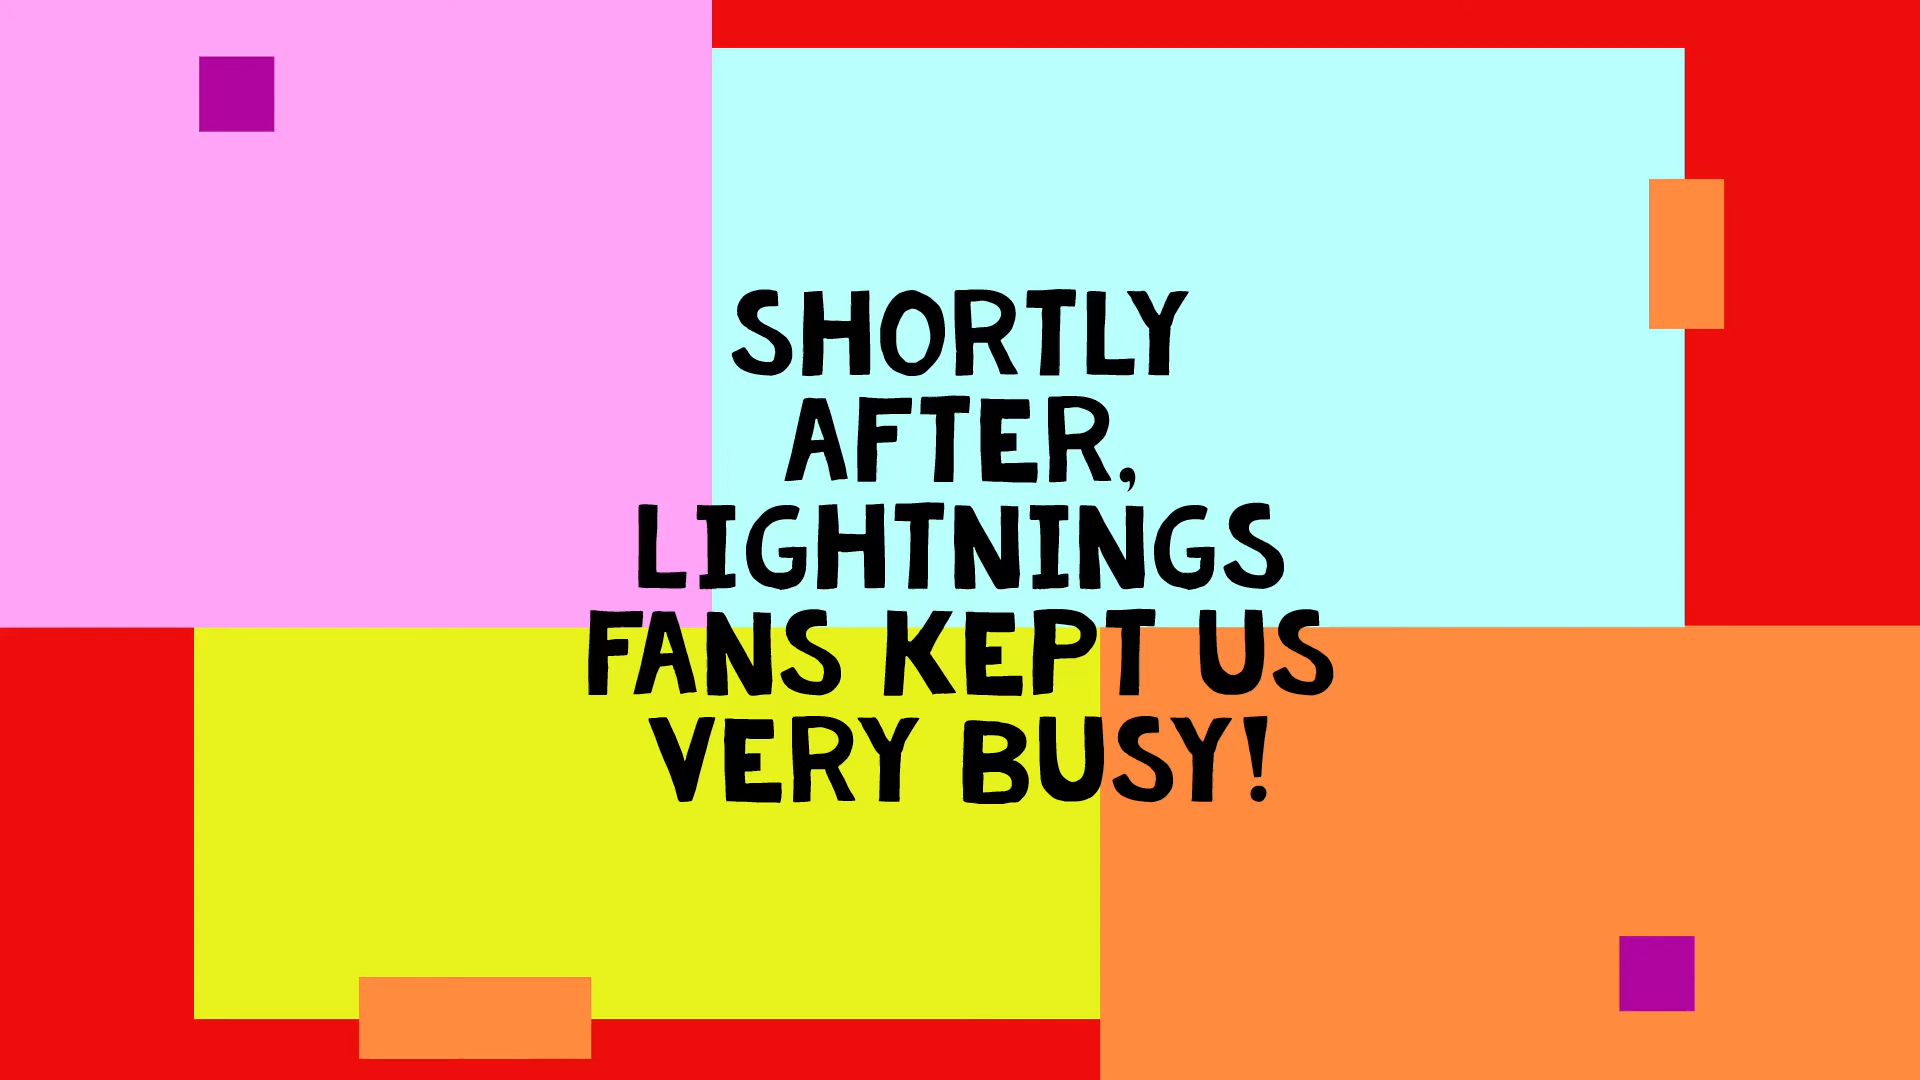 SHORTLY
AFTER,
LIGHTNINGS
FANS KEPT US
VERY BUSY!